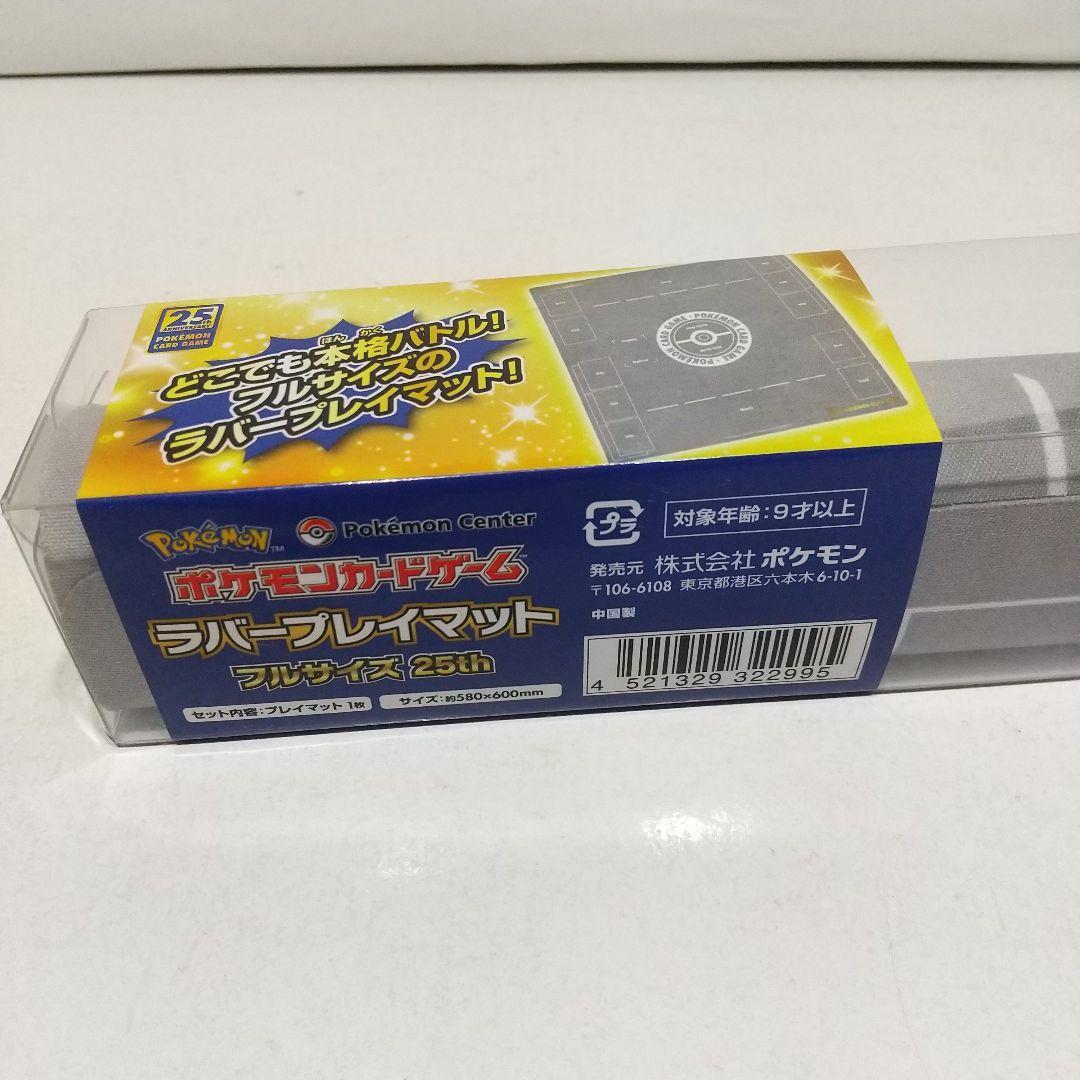 25th
ANNIVERSARY
POKÉMON
CARD GAME
どこでも本格バトル!
ほん かく
フルサイズの
ラバープレイマット!
POKÉMON CARD GAME・POKÉMON CARD GAME・
POKÉMON™
Pokémon Center
ポケモンカードゲーム™
ラバープレイマット
フルサイズ 25th
セット内容:プレイマット 1枚
サイズ:約580×600mm
プラ
対象年齢:9才以上
発売元 株式会社 ポケモン
〒106-6108 東京都港区六本木6-10-1
中国製
4 521329 322995